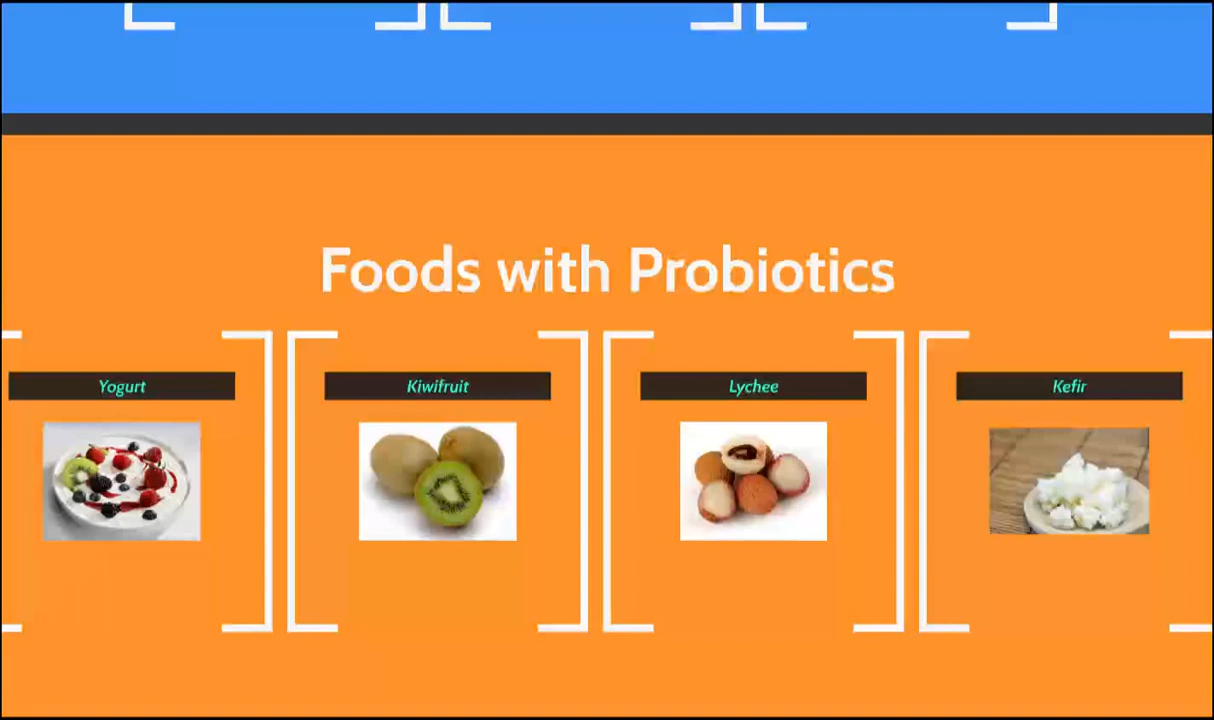 Foods with Probiotics
Yogurt
Kiwifruit
Lychee
Kefir